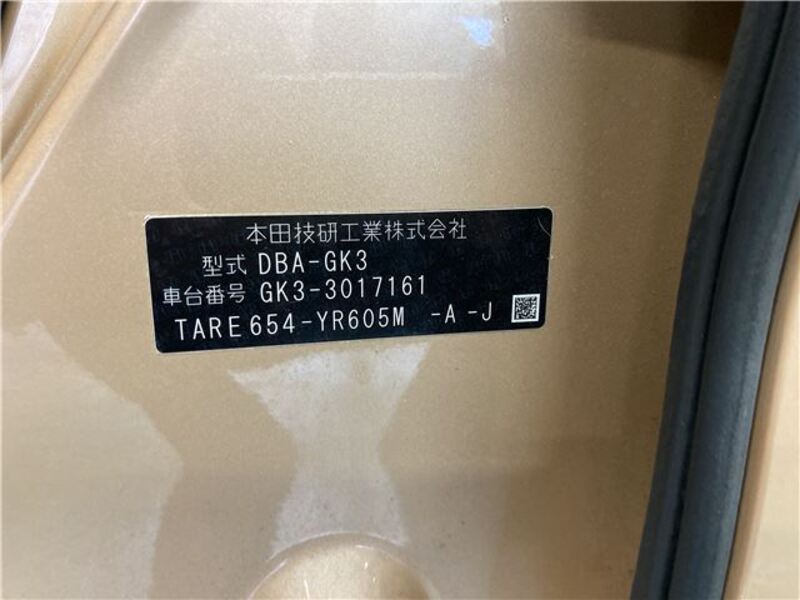 本田技研工業株式会社
型式 DBA-GK3
車台番号 GK3-3017161
TARE654-YR605M -A -J